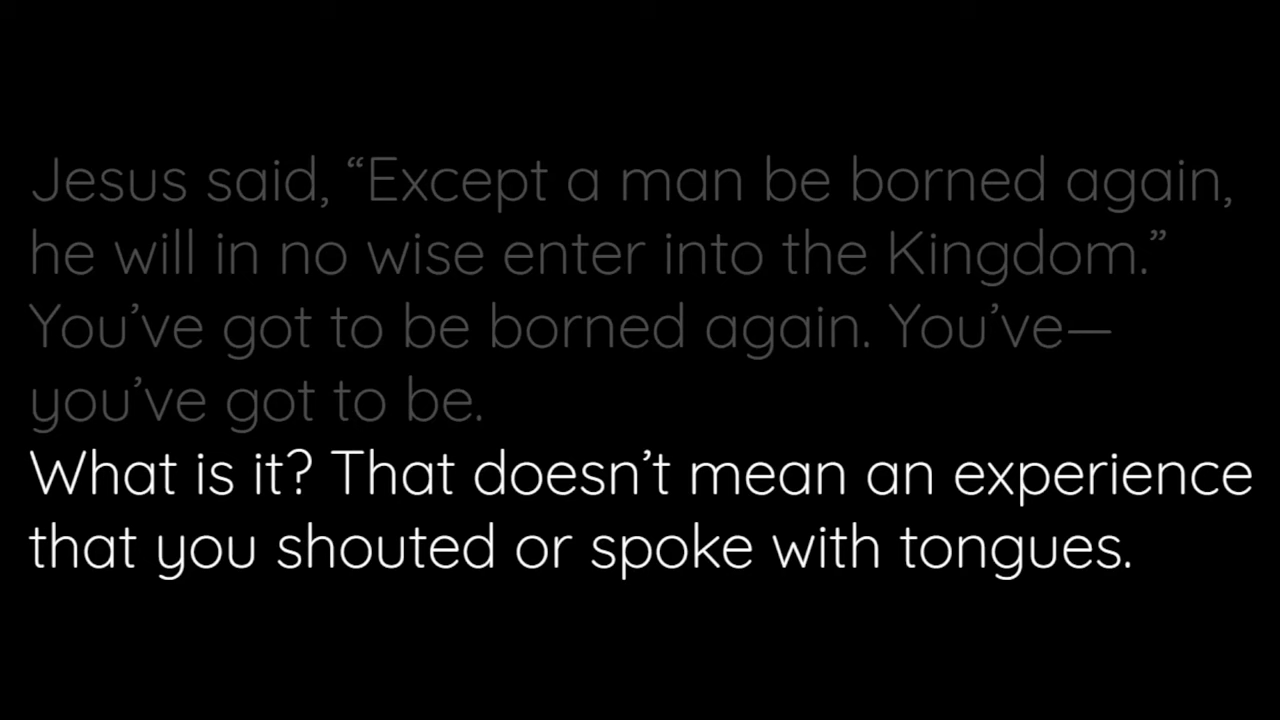 Jesus said, “Except a man be borned again,
he will in no wise enter into the Kingdom.”
You’ve got to be borned again. You’ve—
you’ve got to be.
What is it? That doesn’t mean an experience
that you shouted or spoke with tongues.